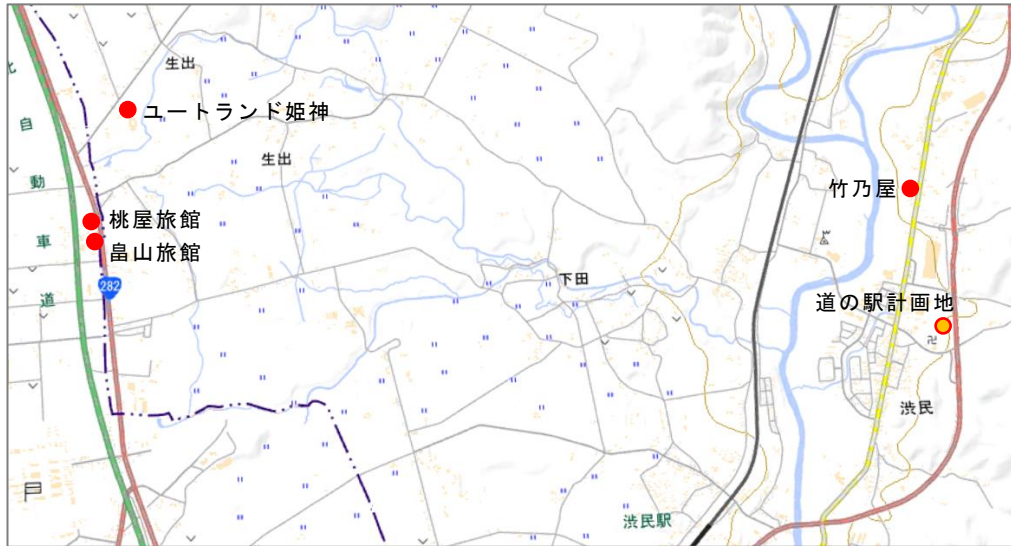 生出
ユートランド姫神
北
自
動
車
道
生出
竹乃屋
桃屋旅館
畠山旅館
282
下田
道の駅計画地
渋民
渋民駅